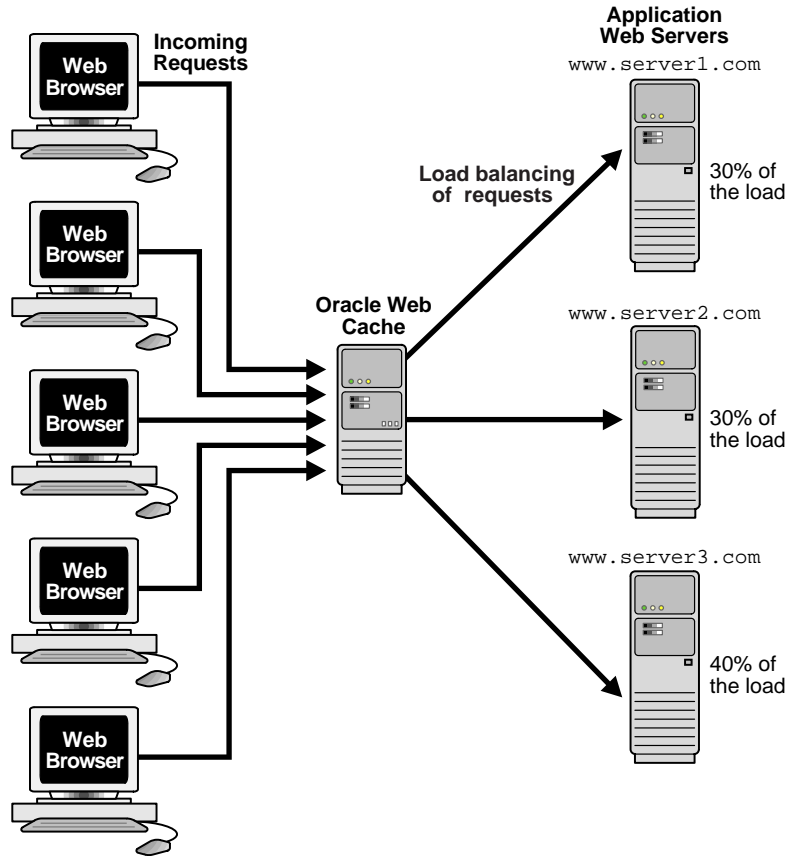 Incoming
Requests
Web
Browser
Web
Browser
Web
Browser
Web
Browser
Web
Browser
Oracle Web
Cache
Load balancing
of requests
Application
Web Servers
www.server1.com
30% of
the load
www.server2.com
30% of
the load
www.server3.com
40% of
the load